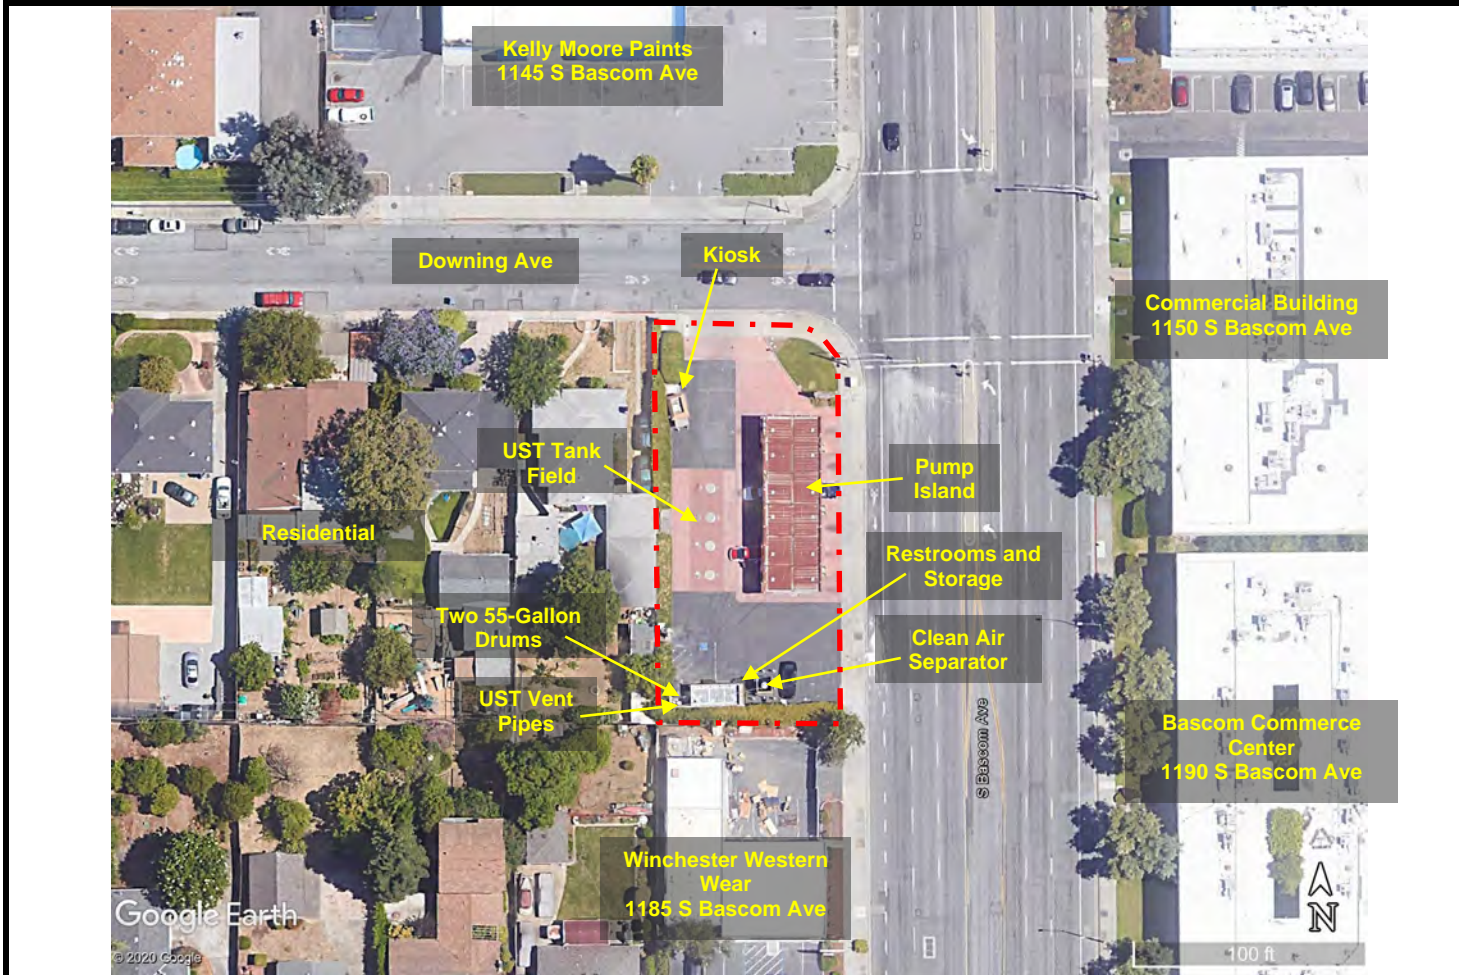 Kelly Moore Paints
1145 S Bascom Ave
Downing Ave
Kiosk
Commercial Building
1150 S Bascom Ave
UST Tank
Field
Pump
Island
Residential
Restrooms and
Storage
Two 55-Gallon
Drums
Clean Air
Separator
UST Vent
Pipes
S Bascom Ave
Bascom Commerce
Center
1190 S Bascom Ave
Winchester Western
Wear
1185 S Bascom Ave
Google Earth
© 2020 Google
N
100 ft